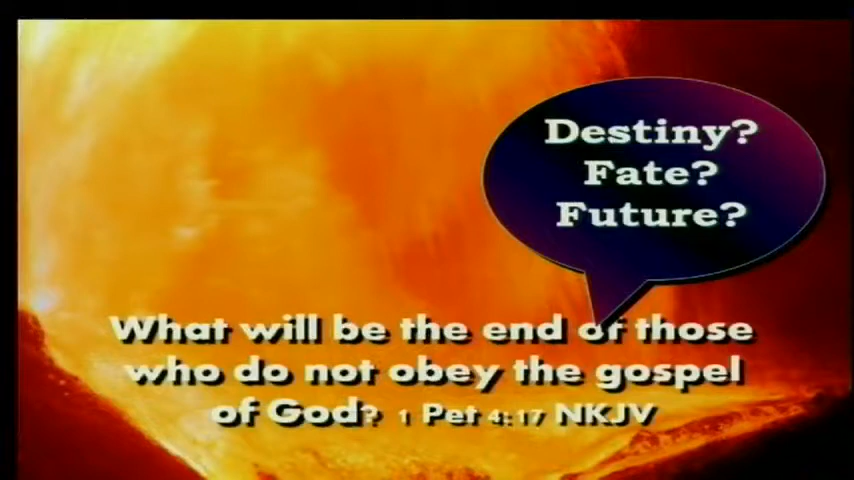 Destiny?
Fate?
Future?
What will be the end of those
who do not obey the gospel
of God? 1 Pet 4:17 NKJV